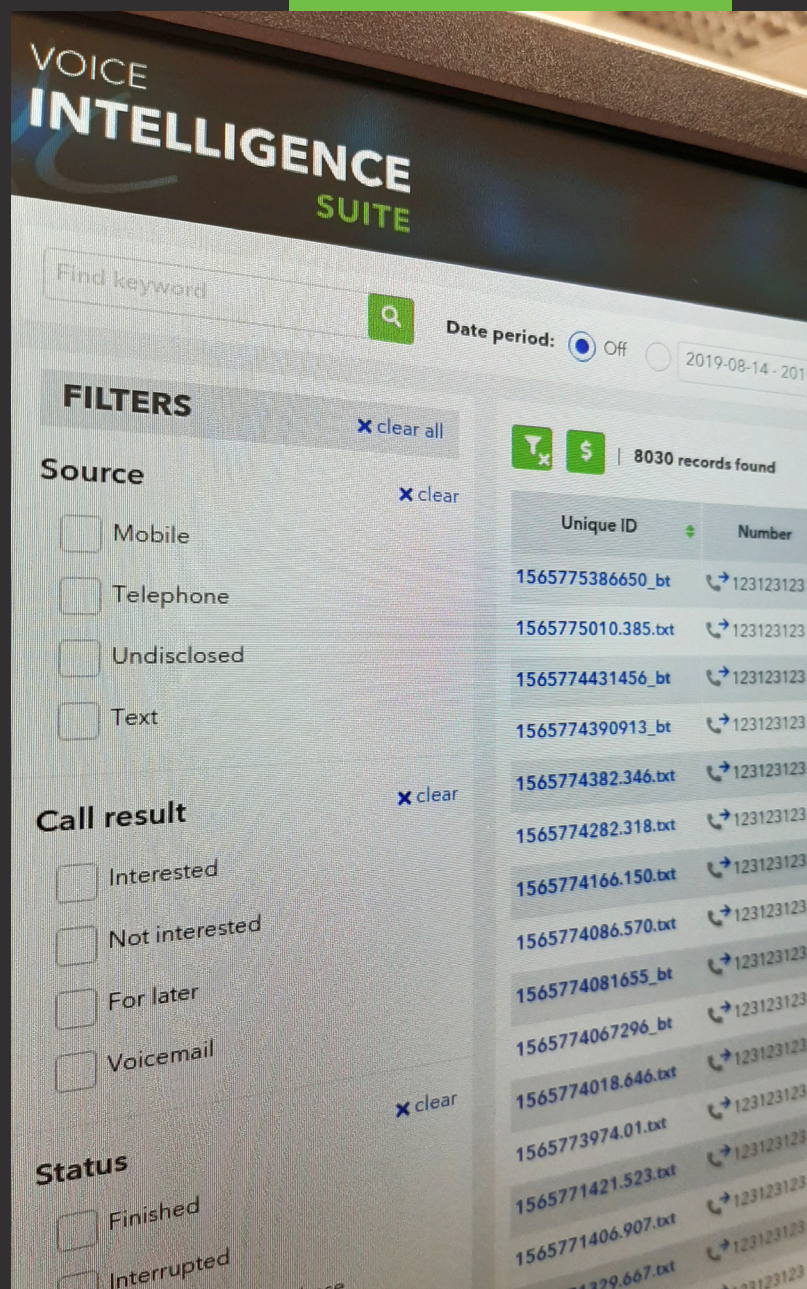 VOICE
INTELLIGENCE
SUITE
Find keyword
Date period: Off 2019-08-14 - 201
FILTERS
clear all
8030 records found
Source
clear
Mobile
Telephone
Undisclosed
Text
Call result
clear
Interested
Not interested
For later
Voicemail
Status
clear
Finished
Interrupted
Unique ID Number
1565775386650_bt 123123123
1565775010.385.txt 123123123
1565774431456_bt 123123123
1565774390913_bt 123123123
1565774382.346.txt 123123123
1565774282.318.txt 123123123
1565774166.150.txt 123123123
1565774086.570.txt 123123123
1565774081655_bt 123123123
1565774067296_bt 123123123
1565774018.646.txt 123123123
1565773974.01.txt 123123123
1565771421.523.txt 123123123
1565771406.907.txt 123123123
329.667.txt 123123123